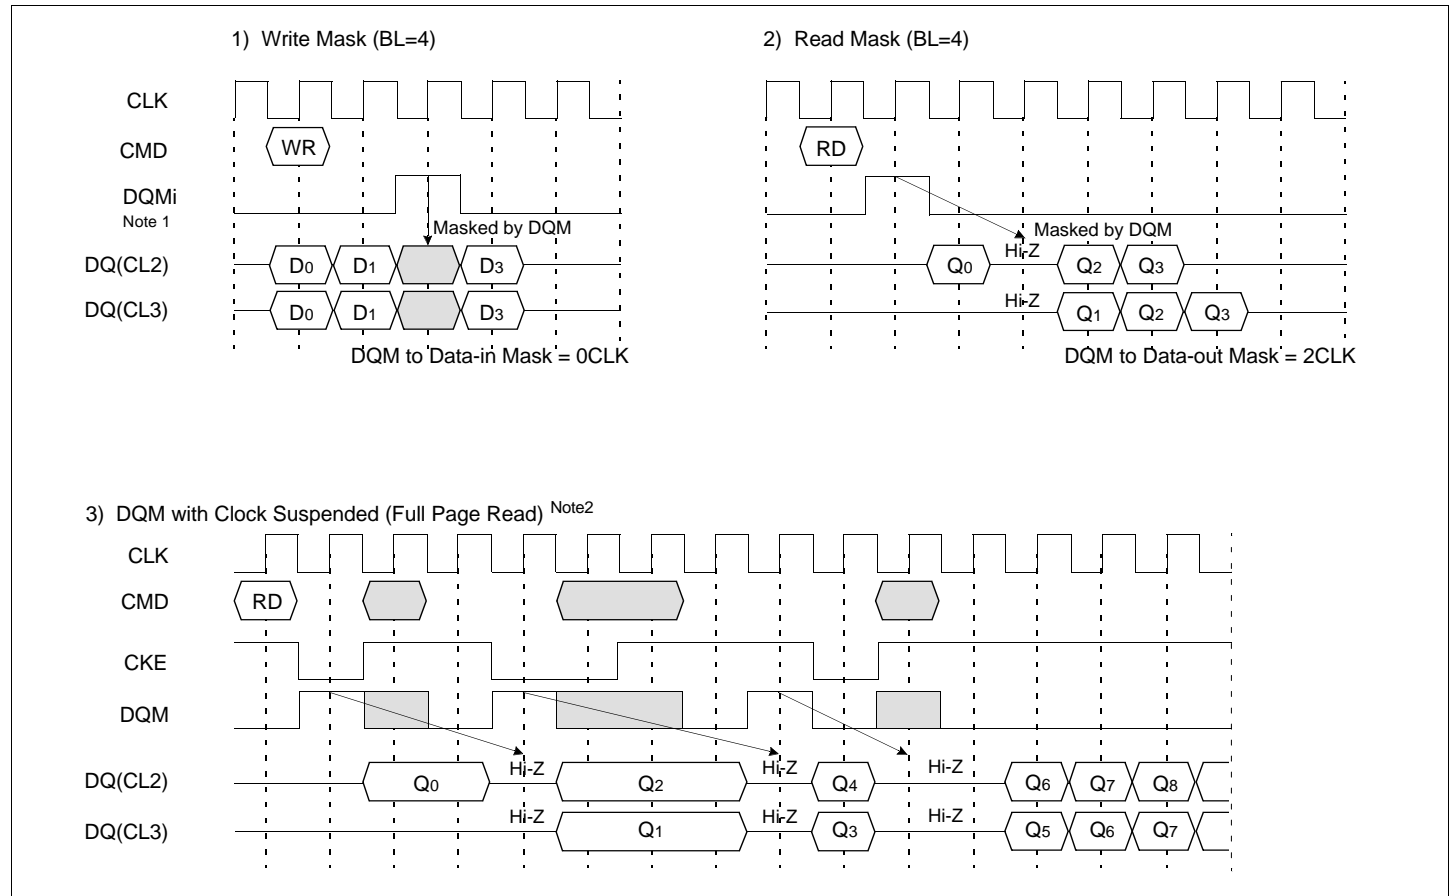 1) Write Mask (BL=4)
CLK
CMD
WR
DQMi
Note 1
Masked by DQM
DQ(CL2)
D0 D1 D3
DQ(CL3)
D0 D1 D3
DQM to Data-in Mask = 0CLK
2) Read Mask (BL=4)
RD
Masked by DQM
Hi-Z
Q0 Q2 Q3
Hi-Z
Q1 Q2 Q3
DQM to Data-out Mask = 2CLK
3) DQM with Clock Suspended (Full Page Read) Note2
CLK
CMD
RD
CKE
DQM
DQ(CL2)
Q0 Hi-Z Q2 Hi-Z Q4 Hi-Z Q6 Q7 Q8
DQ(CL3)
Hi-Z Q1 Hi-Z Q3 Hi-Z Q5 Q6 Q7